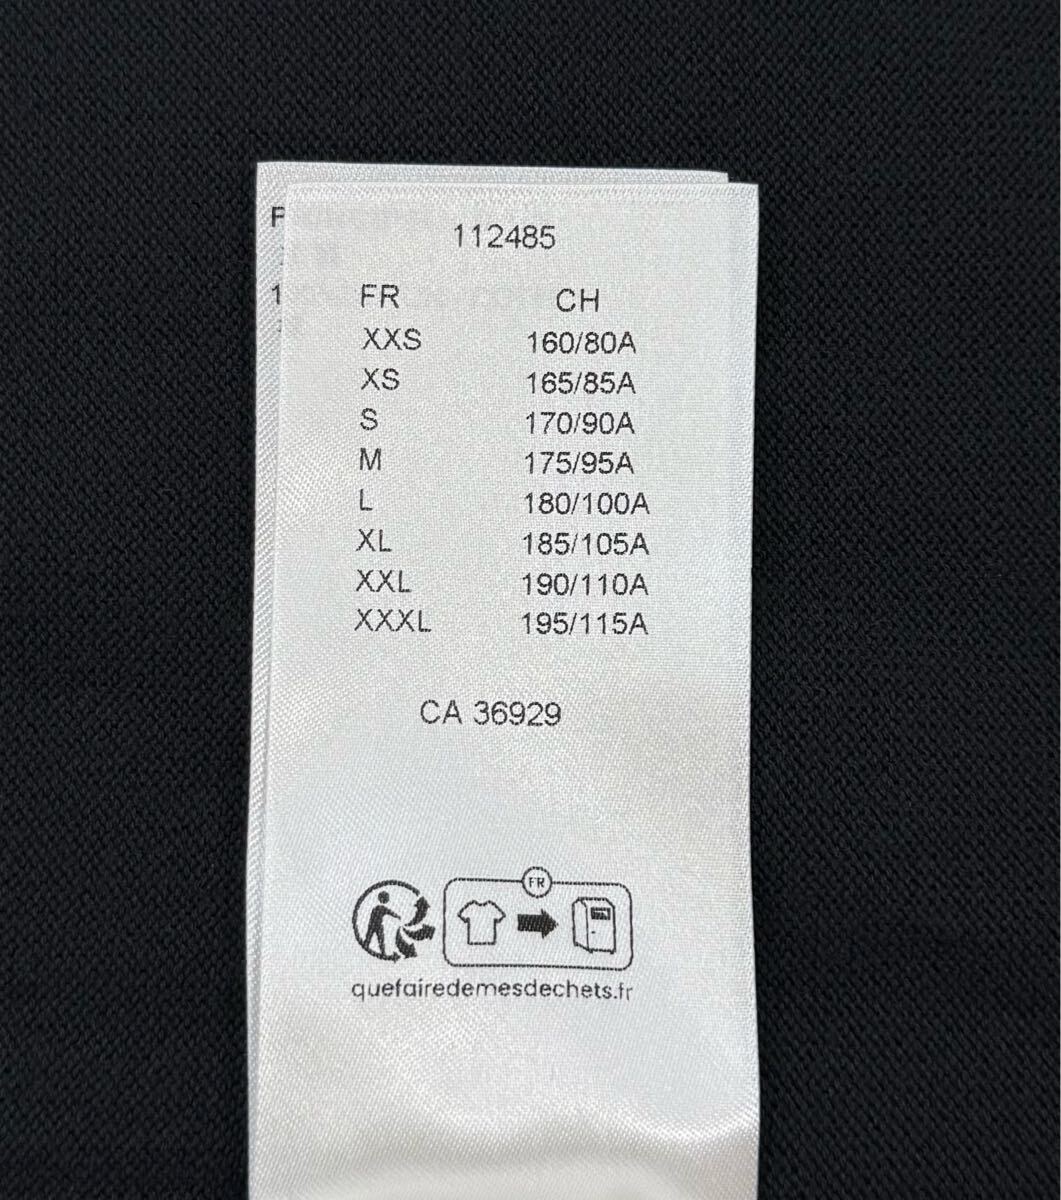 112485
FR CH
XXS 160/80A
XS 165/85A
S 170/90A
M 175/95A
L 180/100A
XL 185/105A
XXL 190/110A
XXXL 195/115A
CA 36929
FR
quefairedemesdechets.fr